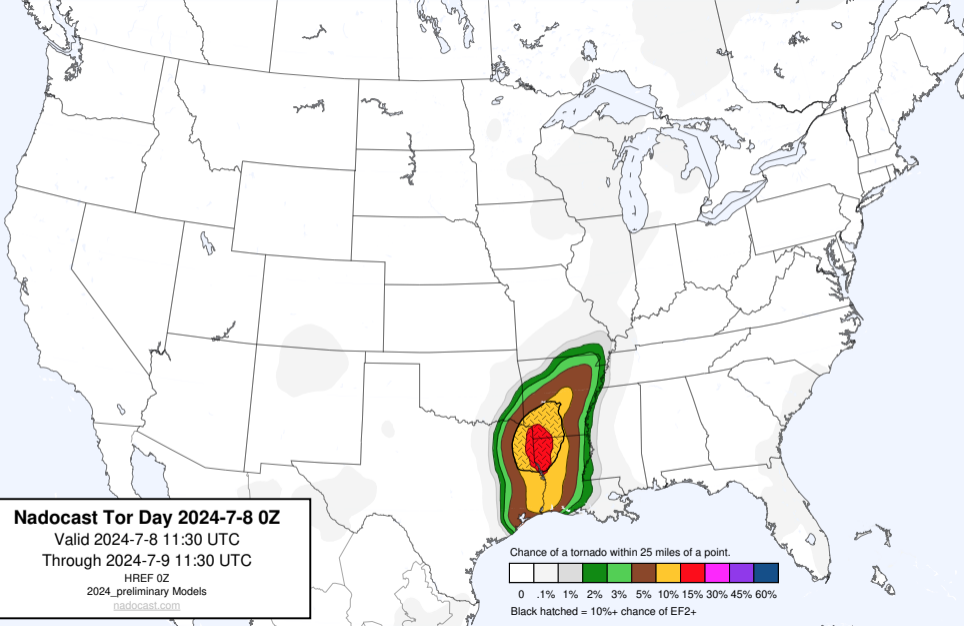 Nadocast Tor Day 2024-7-8 0Z
Valid 2024-7-8 11:30 UTC
Through 2024-7-9 11:30 UTC
HREF 0Z
2024_preliminary Models
nadocast.com
Chance of a tornado within 25 miles of a point.
0 .1% 1% 2% 3% 5% 10% 15% 30% 45% 60%
Black hatched = 10%+ chance of EF2+